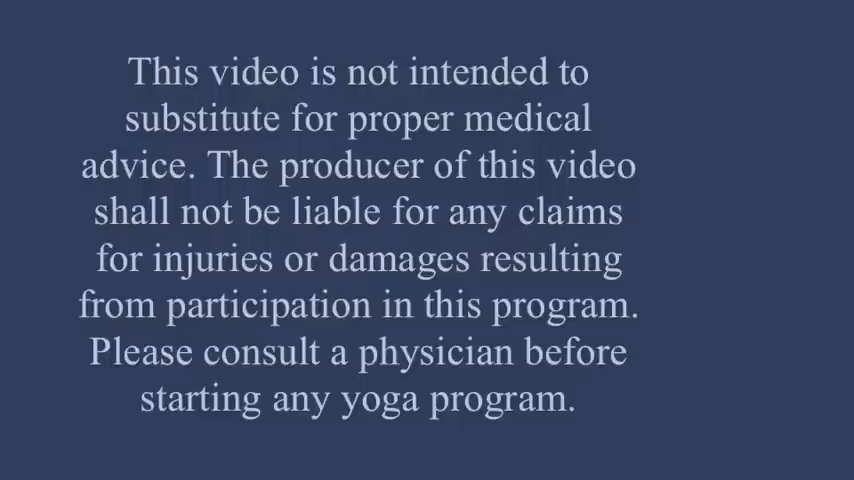 This video is not intended to
substitute for proper medical
advice. The producer of this video
shall not be liable for any claims
for injuries or damages resulting
from participation in this program.
Please consult a physician before
starting any yoga program.